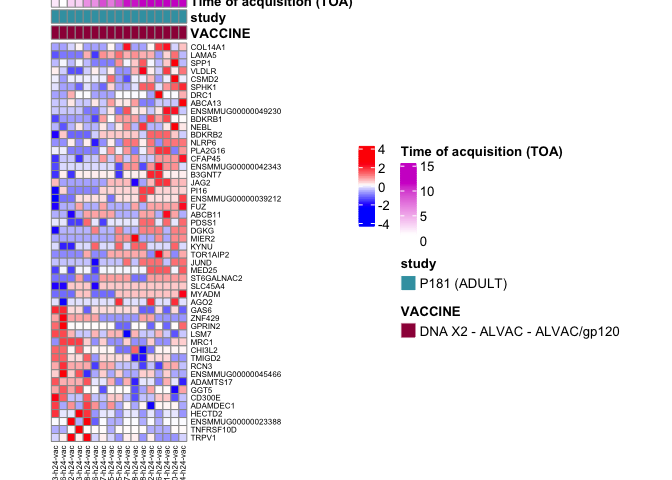 Time of acquisition (TOA)
study
VACCINE
COL14A1
LAMA5
SPP1
VLDLR
CSMD2
SPHK1
DRC1
ABCA13
ENSMMUG00000049230
BDKRB1
NEBL
BDKRB2
NLRP6
PLA2G16
CFAP45
ENSMMUG00000042343
B3GNT7
JAG2
PI16
ENSMMUG00000039212
FUZ
ABCB11
PDSS1
DGKG
MIER2
KYNU
TOR1AIP2
JUND
MED25
ST6GALNAC2
SLC45A4
MYADM
AGO2
GAS6
ZNF429
GPRIN2
LSM7
MRC1
CHI3L2
TMIGD2
RCN3
ENSMMUG00000045466
ADAMTS17
GGT5
CD300E
ADAMDEC1
HECTD2
ENSMMUG00000023388
TNFRSF10D
TRPV1
4
2
0
-2
-4
Time of acquisition (TOA)
15
10
5
0
study
P181 (ADULT)
VACCINE
DNA X2 - ALVAC - ALVAC/gp120